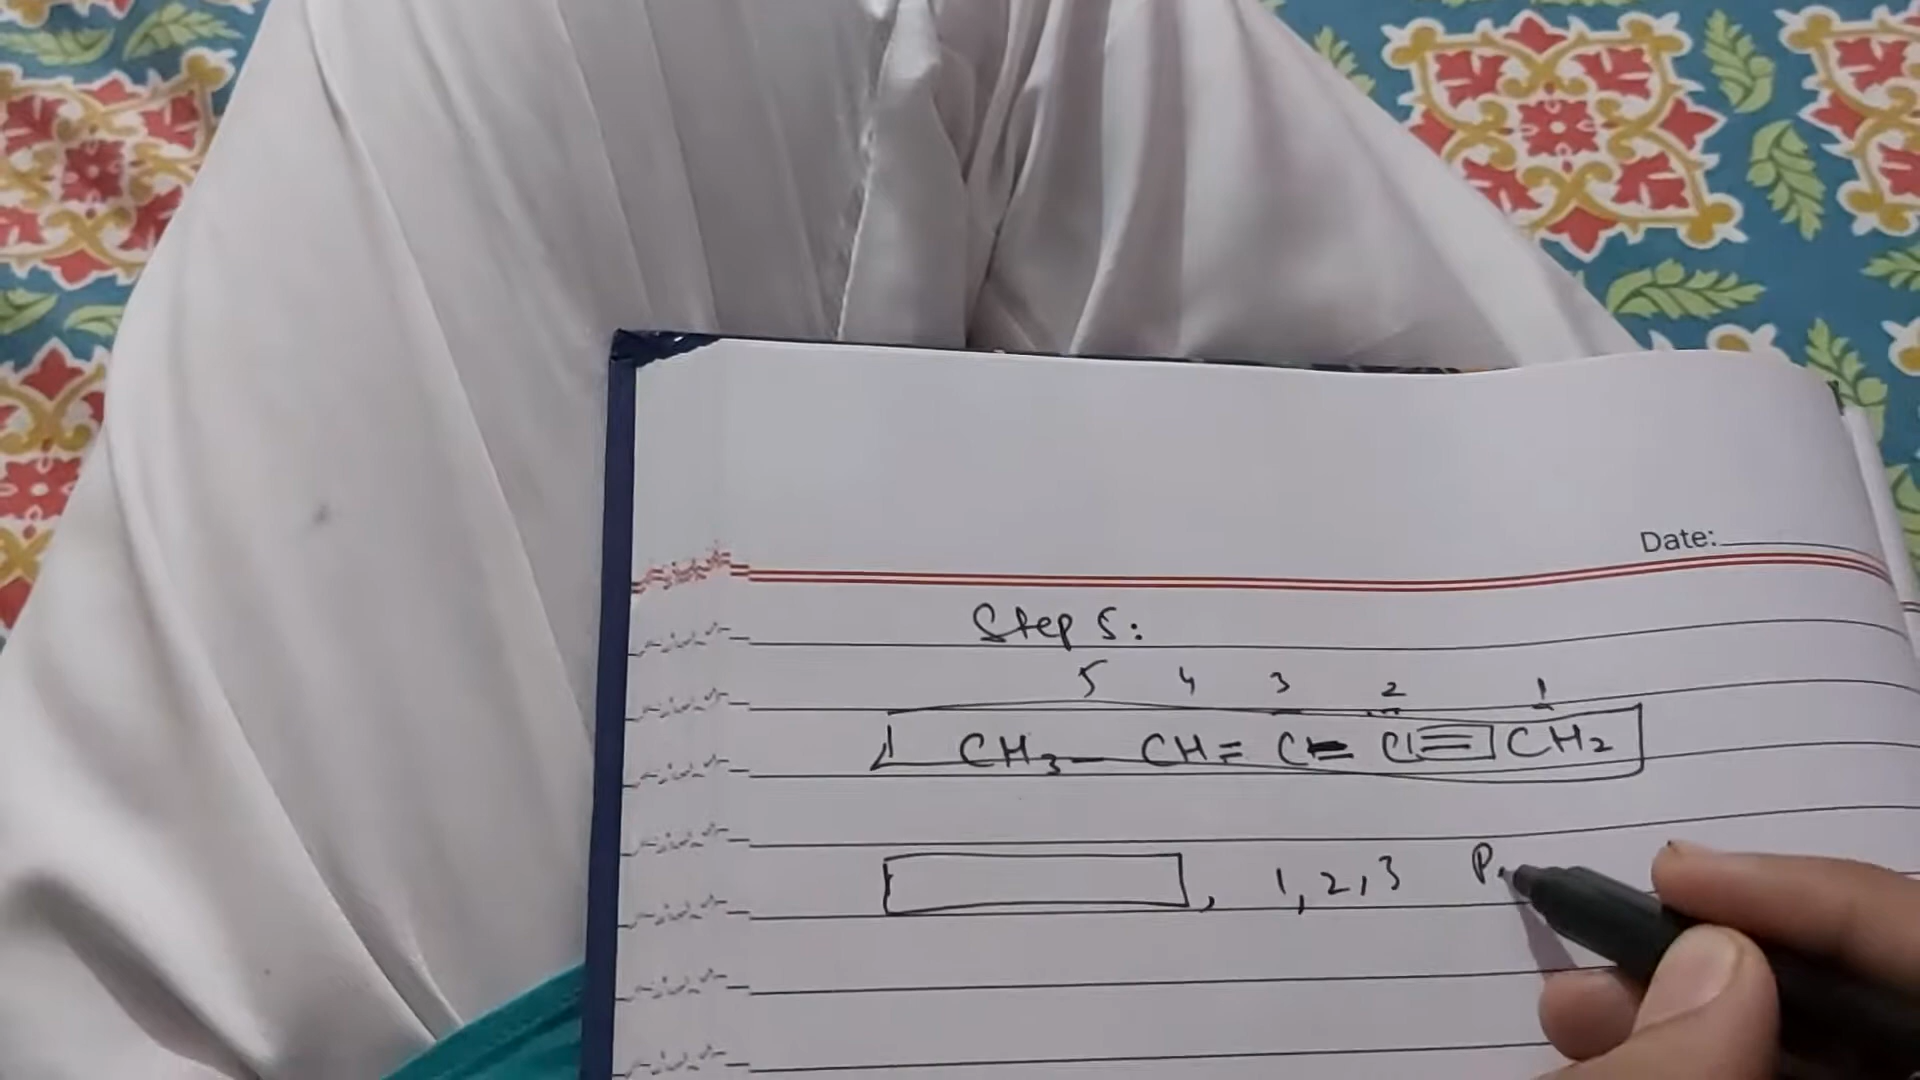 Date:
Step 5:
5 4 3 2 1
CH3— CH= C= C≡ CH2
, 1,2,3 P